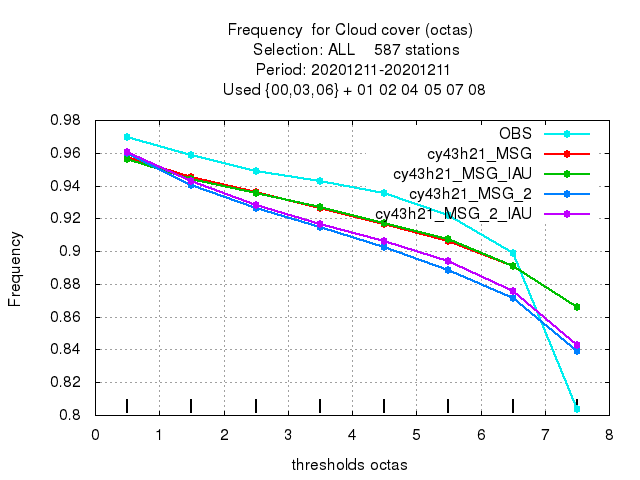 Frequency  for Cloud cover (octas)
Selection: ALL    587 stations
Period: 20201211-20201211
Used {00,03,06} + 01 02 04 05 07 08
0.98
0.96
0.94
0.92
0.9
0.88
0.86
0.84
0.82
0.8
Frequency
OBS
cy43h21_MSG
cy43h21_MSG_IAU
cy43h21_MSG_2
cy43h21_MSG_2_IAU
0 1 2 3 4 5 6 7 8
thresholds octas